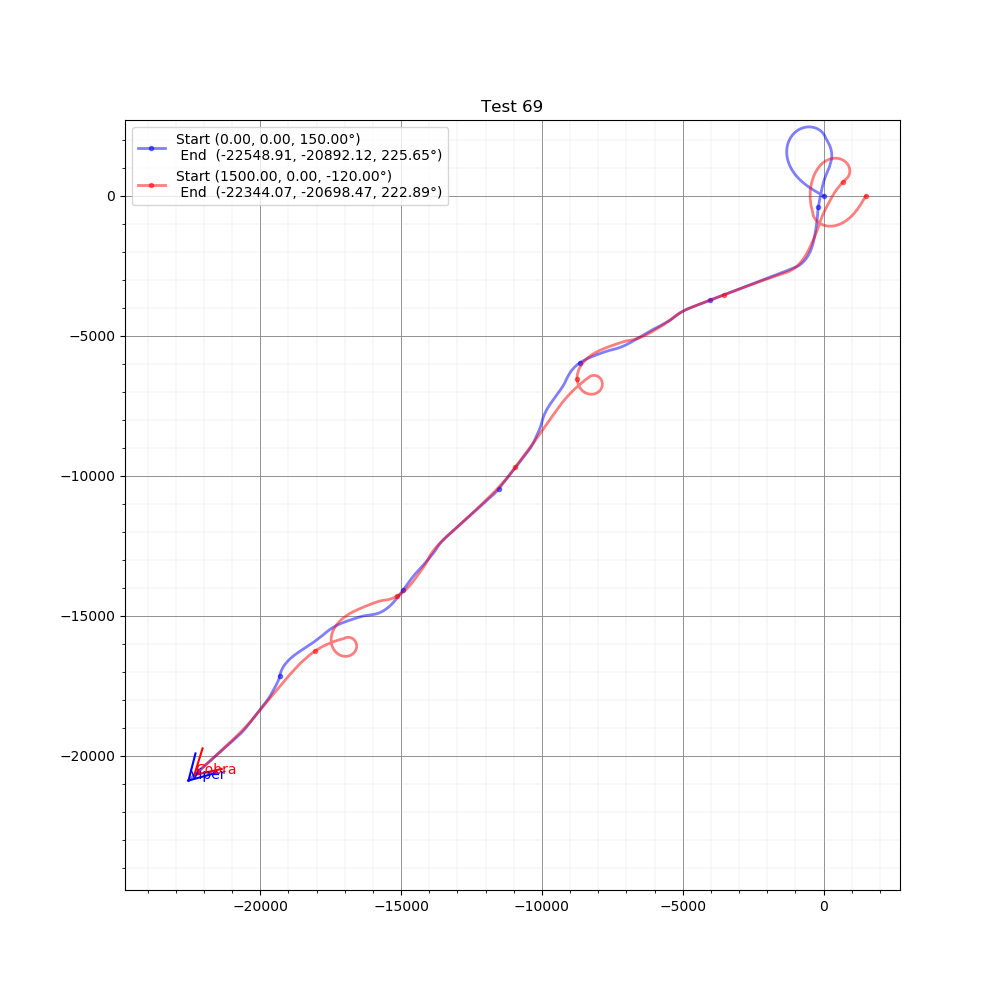 Test 69
Start (0.00, 0.00, 150.00°)
End (-22548.91, -20892.12, 225.65°)
Start (1500.00, 0.00, -120.00°)
End (-22344.07, -20698.47, 222.89°)
0
−5000
−10000
−15000
−20000
Cobra
−20000 −15000 −10000 −5000 0